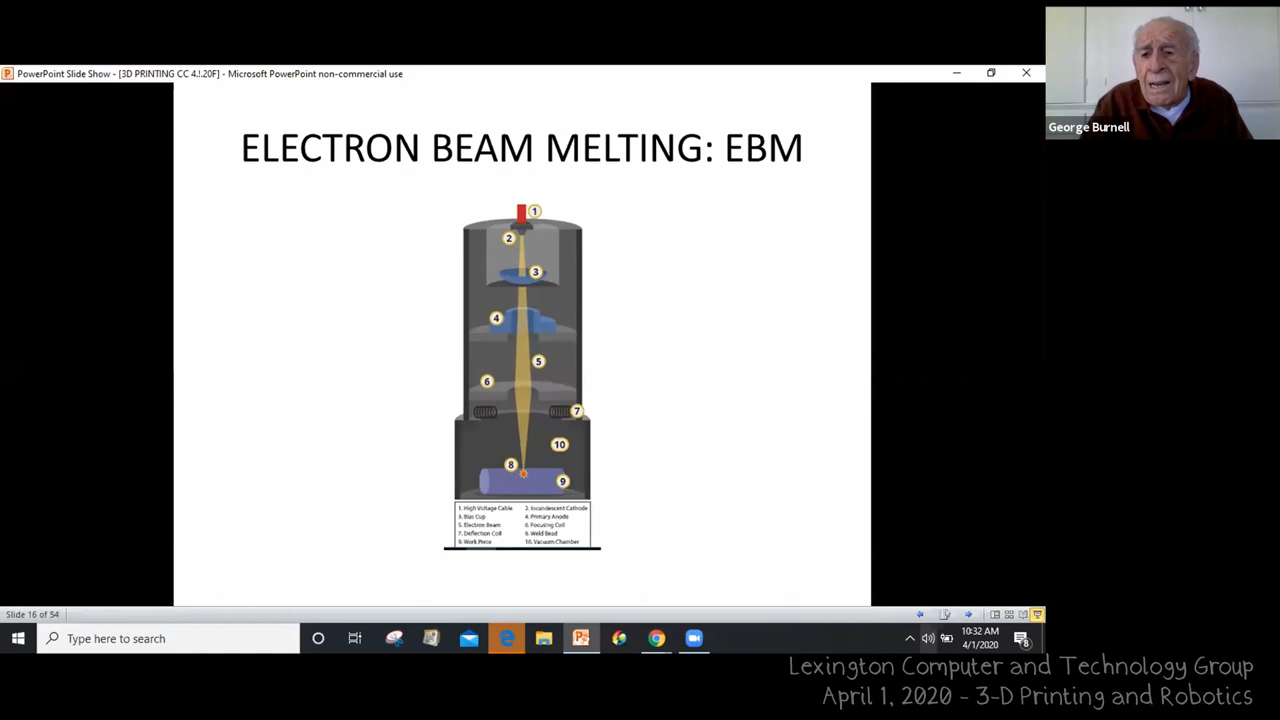 PowerPoint Slide Show - [3D PRINTING CC 4.!.20F] - Microsoft PowerPoint non-commercial use
George Burnell
ELECTRON BEAM MELTING: EBM
1
2
3
4
5
6
7
10
8
9
1. High Voltage Cable 2. Incandescent Cathode
3. Bias Cup 4. Primary Anode
5. Electron Beam 6. Focusing Coil
7. Deflection Coil 8. Weld Bead
9. Work Piece 10. Vacuum Chamber
Slide 16 of 54
Type here to search
10:32 AM
4/1/2020
8
Lexington Computer and Technology Group
April 1, 2020 - 3-D Printing and Robotics